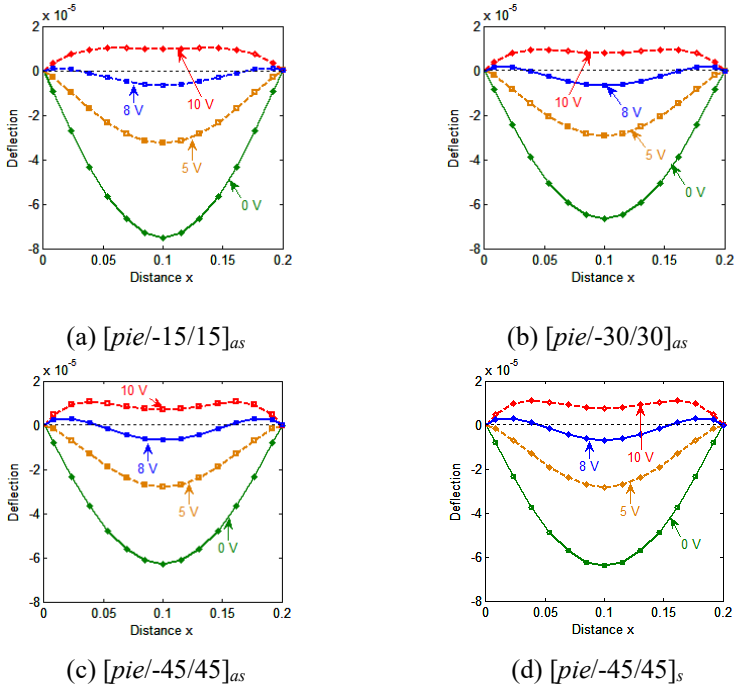 x 10⁻⁵
2
0
-2
-4
-6
-8
Deflection
10 V
8 V
5 V
0 V
0 0.05 0.1 0.15 0.2
Distance x
(a) [pie/-15/15]as
x 10⁻⁵
2
0
-2
-4
-6
-8
Deflection
10 V
8 V
5 V
0 V
0 0.05 0.1 0.15 0.2
Distance x
(b) [pie/-30/30]as
x 10⁻⁵
2
0
-2
-4
-6
-8
Deflection
10 V
8 V
5 V
0 V
0 0.05 0.1 0.15 0.2
Distance x
(c) [pie/-45/45]as
x 10⁻⁵
2
0
-2
-4
-6
-8
Deflection
10 V
8 V
5 V
0 V
0 0.05 0.1 0.15 0.2
Distance x
(d) [pie/-45/45]s